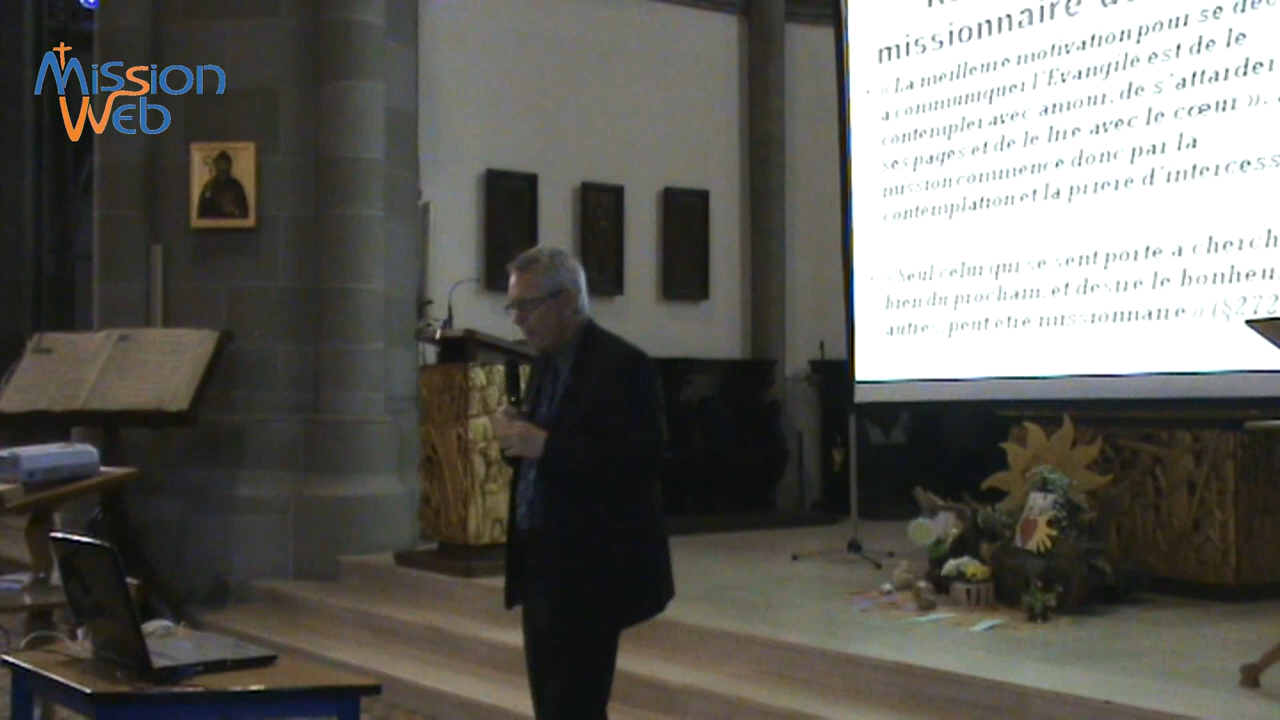 Mission
Web
missionnaire
« La meilleure motivation pour se déc
à communiquer l'Évangile est de le
contempler avec amour, de s'attarder
ses pages et de le lire avec le cœur ».
mission commence donc par la
contemplation et la prière d'intercess
« Seul celui qui se sent porté à cherch
bien du prochain, et désire le bonheu
autres, peut être missionnaire » (§272